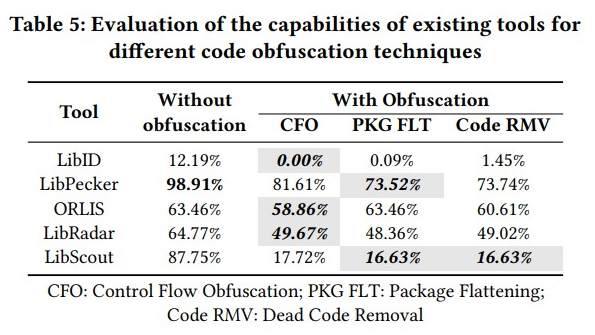 Table 5: Evaluation of the capabilities of existing tools for
different code obfuscation techniques
Tool Without obfuscation With Obfuscation
CFO PKG FLT Code RMV
LibID 12.19% 0.00% 0.09% 1.45%
LibPecker 98.91% 81.61% 73.52% 73.74%
ORLIS 63.46% 58.86% 63.46% 60.61%
LibRadar 64.77% 49.67% 48.36% 49.02%
LibScout 87.75% 17.72% 16.63% 16.63%
CFO: Control Flow Obfuscation; PKG FLT: Package Flattening;
Code RMV: Dead Code Removal